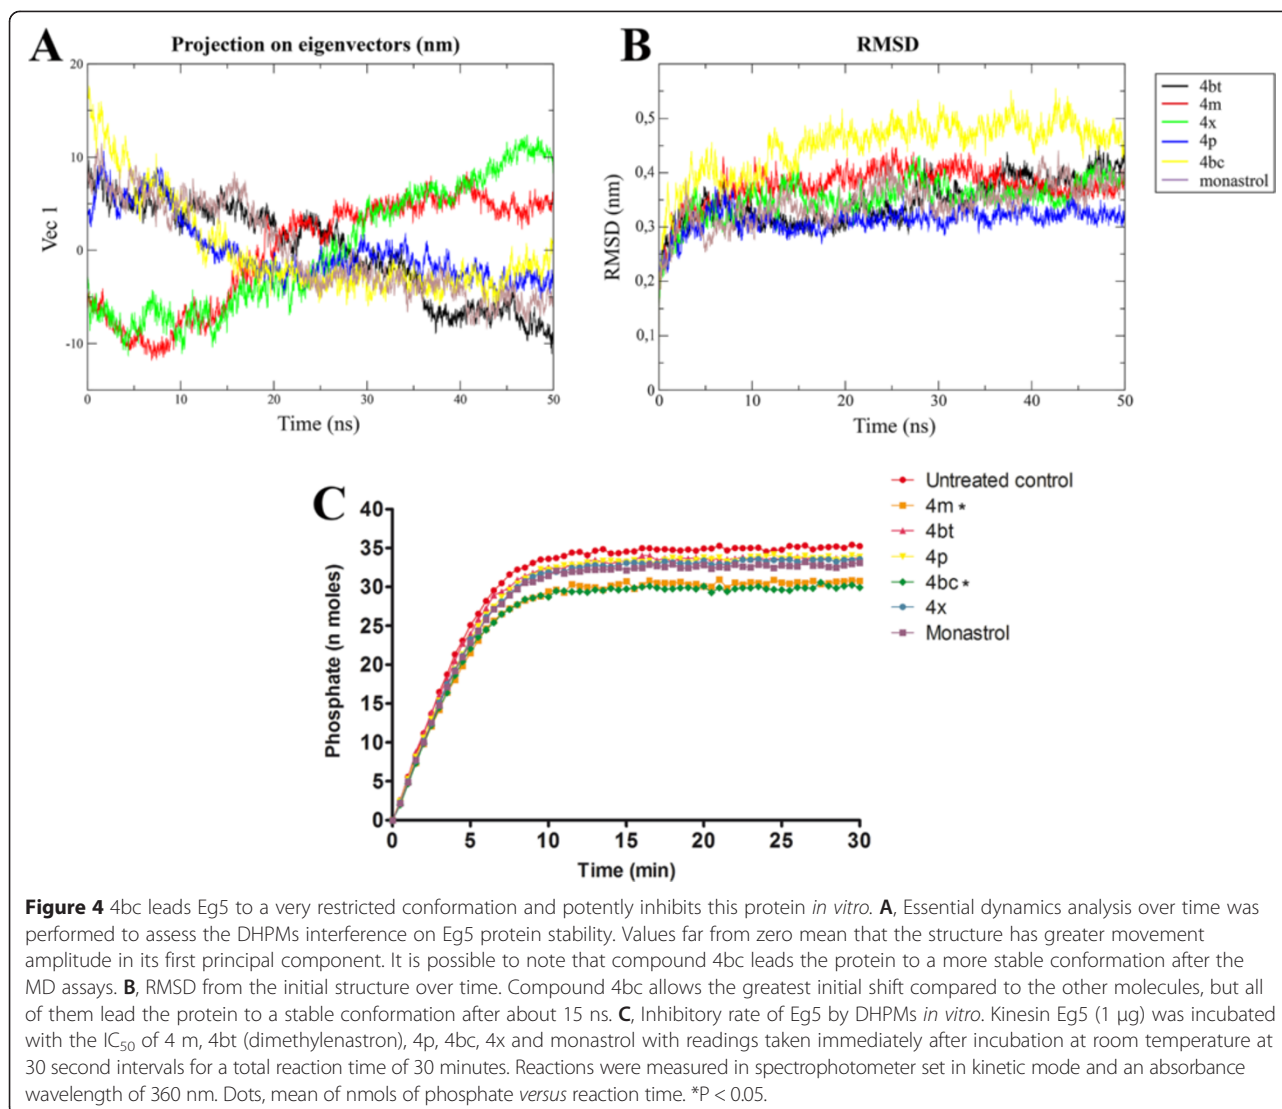 A
Projection on eigenvectors (nm)
20
10
0
-10
Vec 1
0
10
20
30
40
50
Time (ns)
B
RMSD
0,5
0,4
0,3
0,2
0,1
0
RMSD (nm)
0
10
20
30
40
50
Time (ns)
4bt
4m
4x
4p
4bc
monastrol
C
40
35
30
25
20
15
10
5
0
Phosphate (n moles)
0
5
10
15
20
25
30
Time (min)
Untreated control
4m *
4bt
4p
4bc *
4x
Monastrol
Figure 4 4bc leads Eg5 to a very restricted conformation and potently inhibits this protein in vitro. A, Essential dynamics analysis over time was
performed to assess the DHPMs interference on Eg5 protein stability. Values far from zero mean that the structure has greater movement
amplitude in its first principal component. It is possible to note that compound 4bc leads the protein to a more stable conformation after the
MD assays. B, RMSD from the initial structure over time. Compound 4bc allows the greatest initial shift compared to the other molecules, but all
of them lead the protein to a stable conformation after about 15 ns. C, Inhibitory rate of Eg5 by DHPMs in vitro. Kinesin Eg5 (1 μg) was incubated
with the IC50 of 4 m, 4bt (dimethylenastron), 4p, 4bc, 4x and monastrol with readings taken immediately after incubation at room temperature at
30 second intervals for a total reaction time of 30 minutes. Reactions were measured in spectrophotometer set in kinetic mode and an absorbance
wavelength of 360 nm. Dots, mean of nmols of phosphate versus reaction time. *P < 0.05.